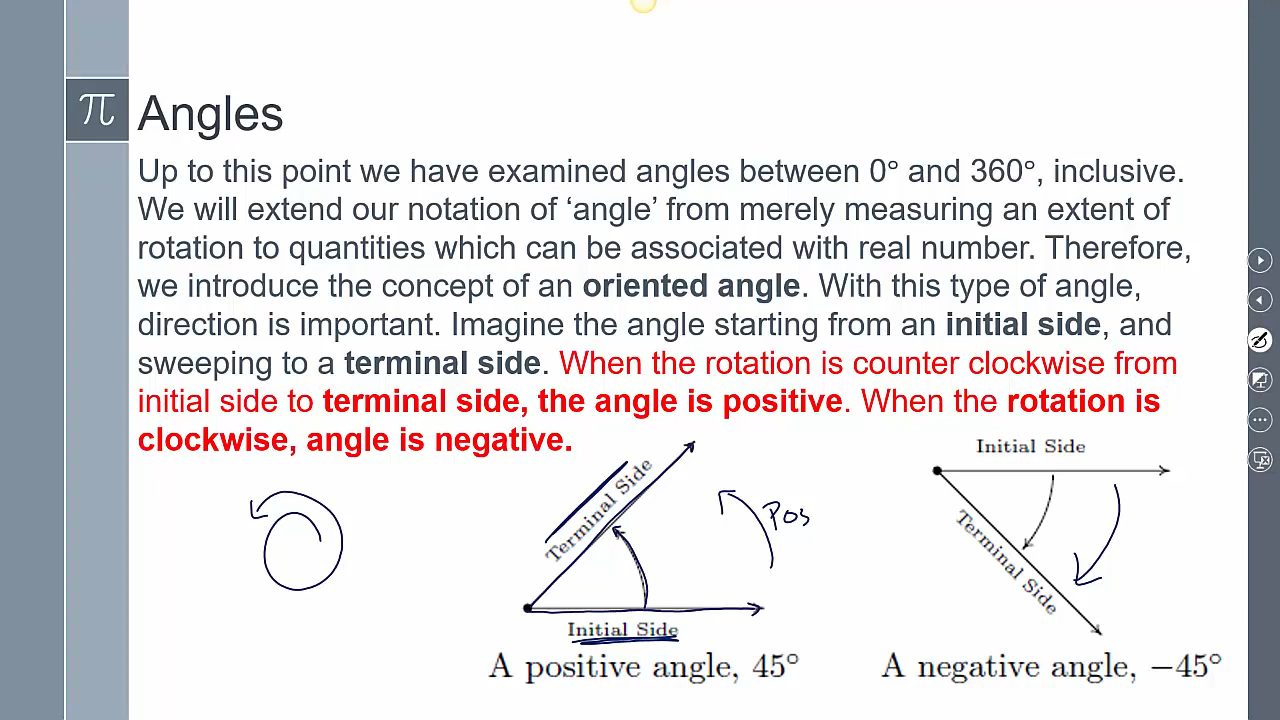 π Angles
Up to this point we have examined angles between 0° and 360°, inclusive.
We will extend our notation of ‘angle’ from merely measuring an extent of
rotation to quantities which can be associated with real number. Therefore,
we introduce the concept of an oriented angle. With this type of angle,
direction is important. Imagine the angle starting from an initial side, and
sweeping to a terminal side. When the rotation is counter clockwise from
initial side to terminal side, the angle is positive. When the rotation is
clockwise, angle is negative.
Terminal Side
Pos
Initial Side
A positive angle, 45°
Initial Side
Terminal Side
A negative angle, −45°